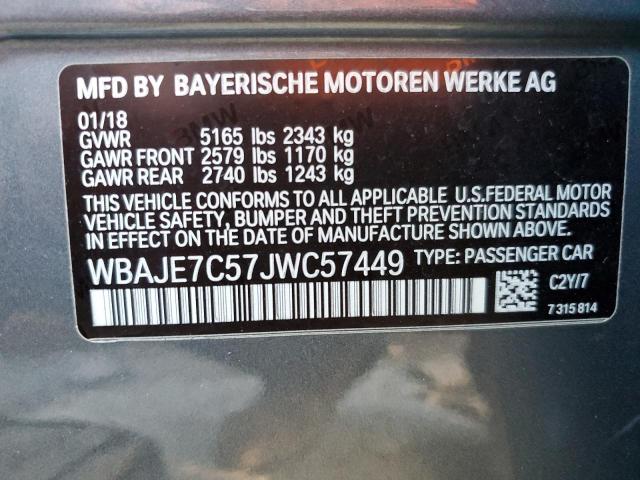 MFD BY BAYERISCHE MOTOREN WERKE AG
01/18
GVWR 5165 lbs 2343 kg
GAWR FRONT 2579 lbs 1170 kg
GAWR REAR 2740 lbs 1243 kg
THIS VEHICLE CONFORMS TO ALL APPLICABLE U.S.FEDERAL MOTOR
VEHICLE SAFETY, BUMPER AND THEFT PREVENTION STANDARDS
IN EFFECT ON THE DATE OF MANUFACTURE SHOWN ABOVE.
WBAJE7C57JWC57449 TYPE: PASSENGER CAR
C2Y/7
7 315 814